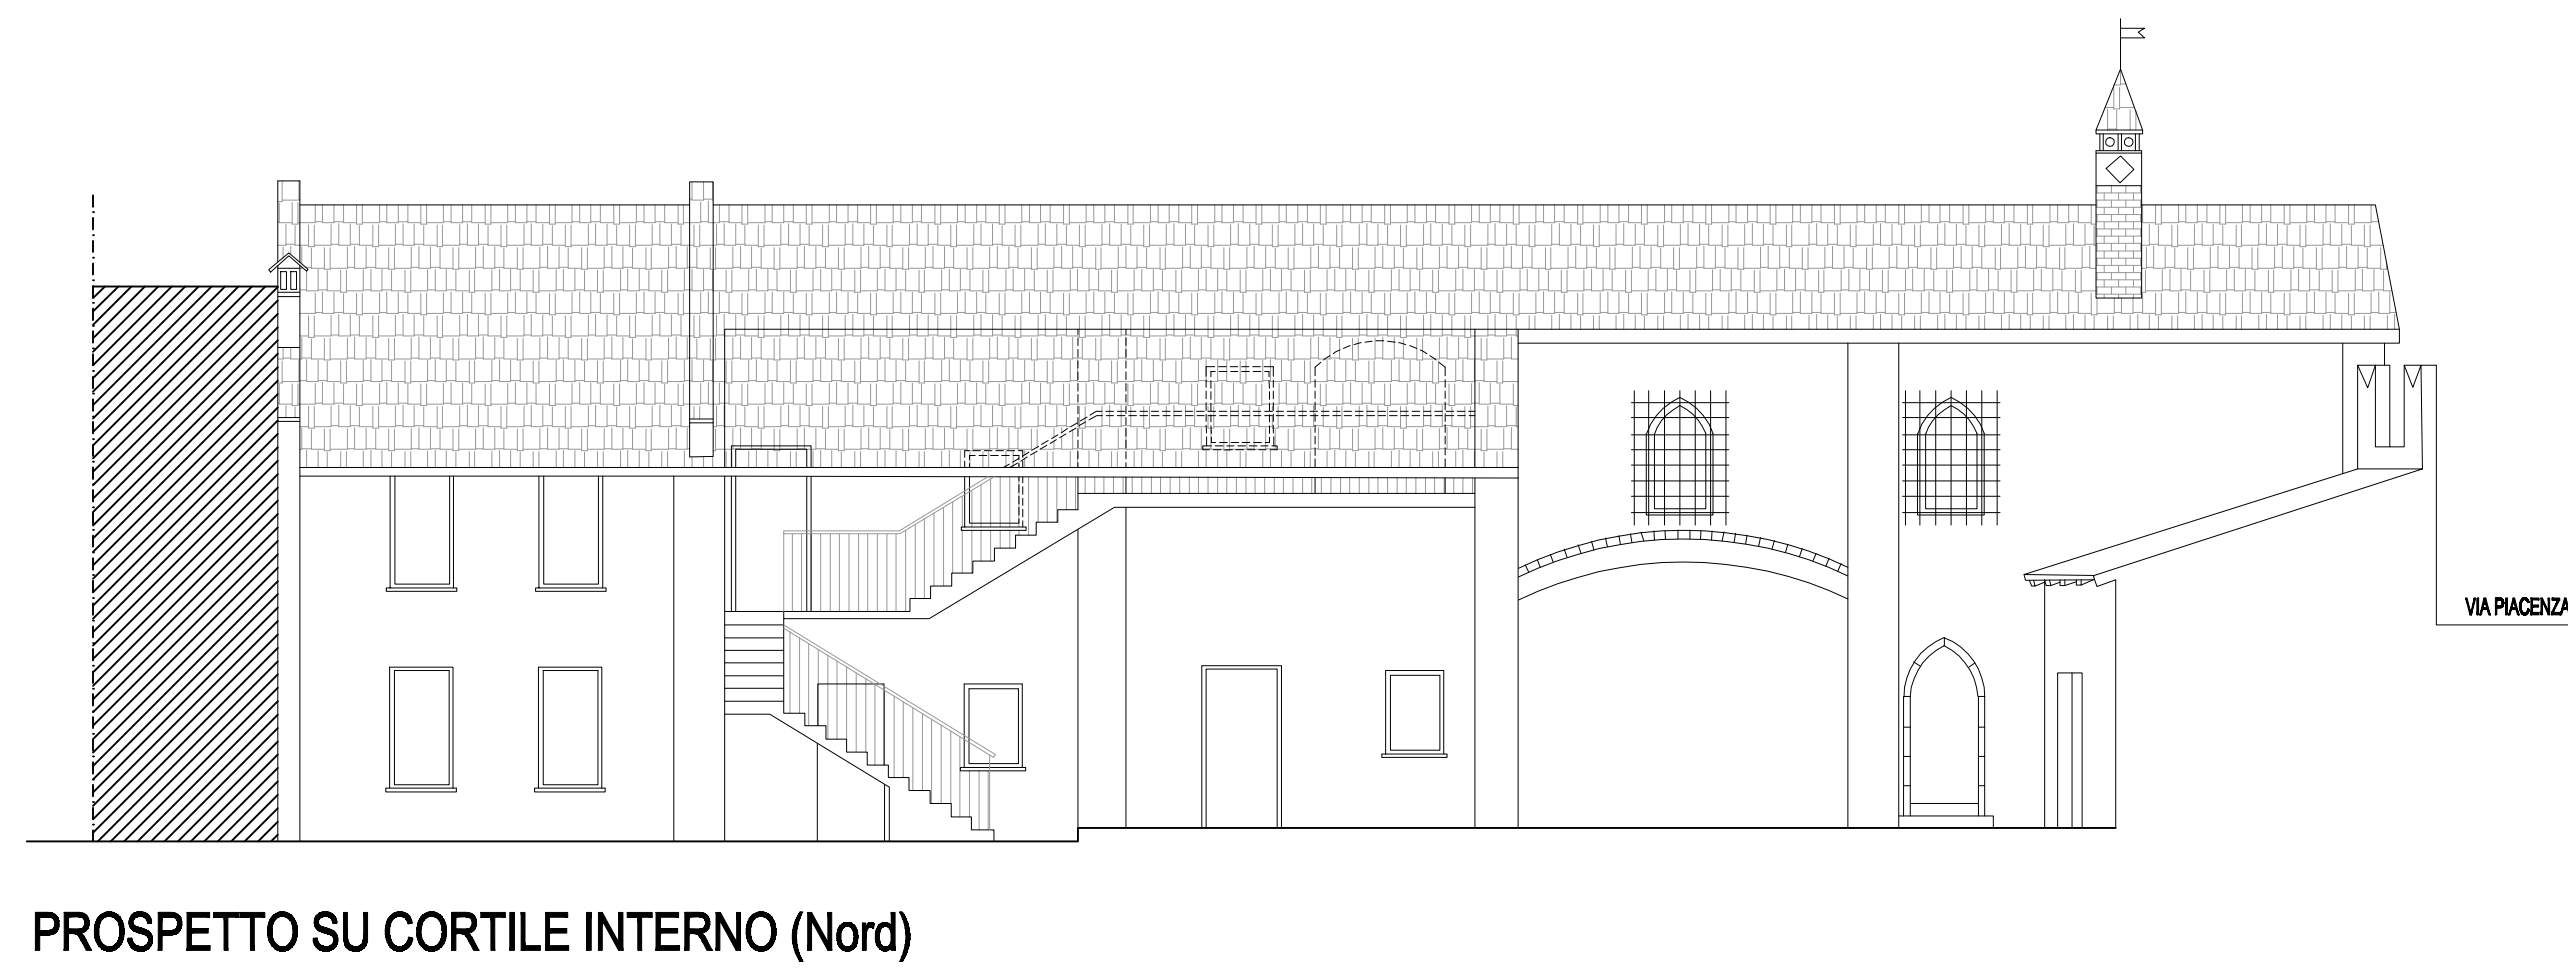 VIA PIACENZA
PROSPETTO SU CORTILE INTERNO (Nord)